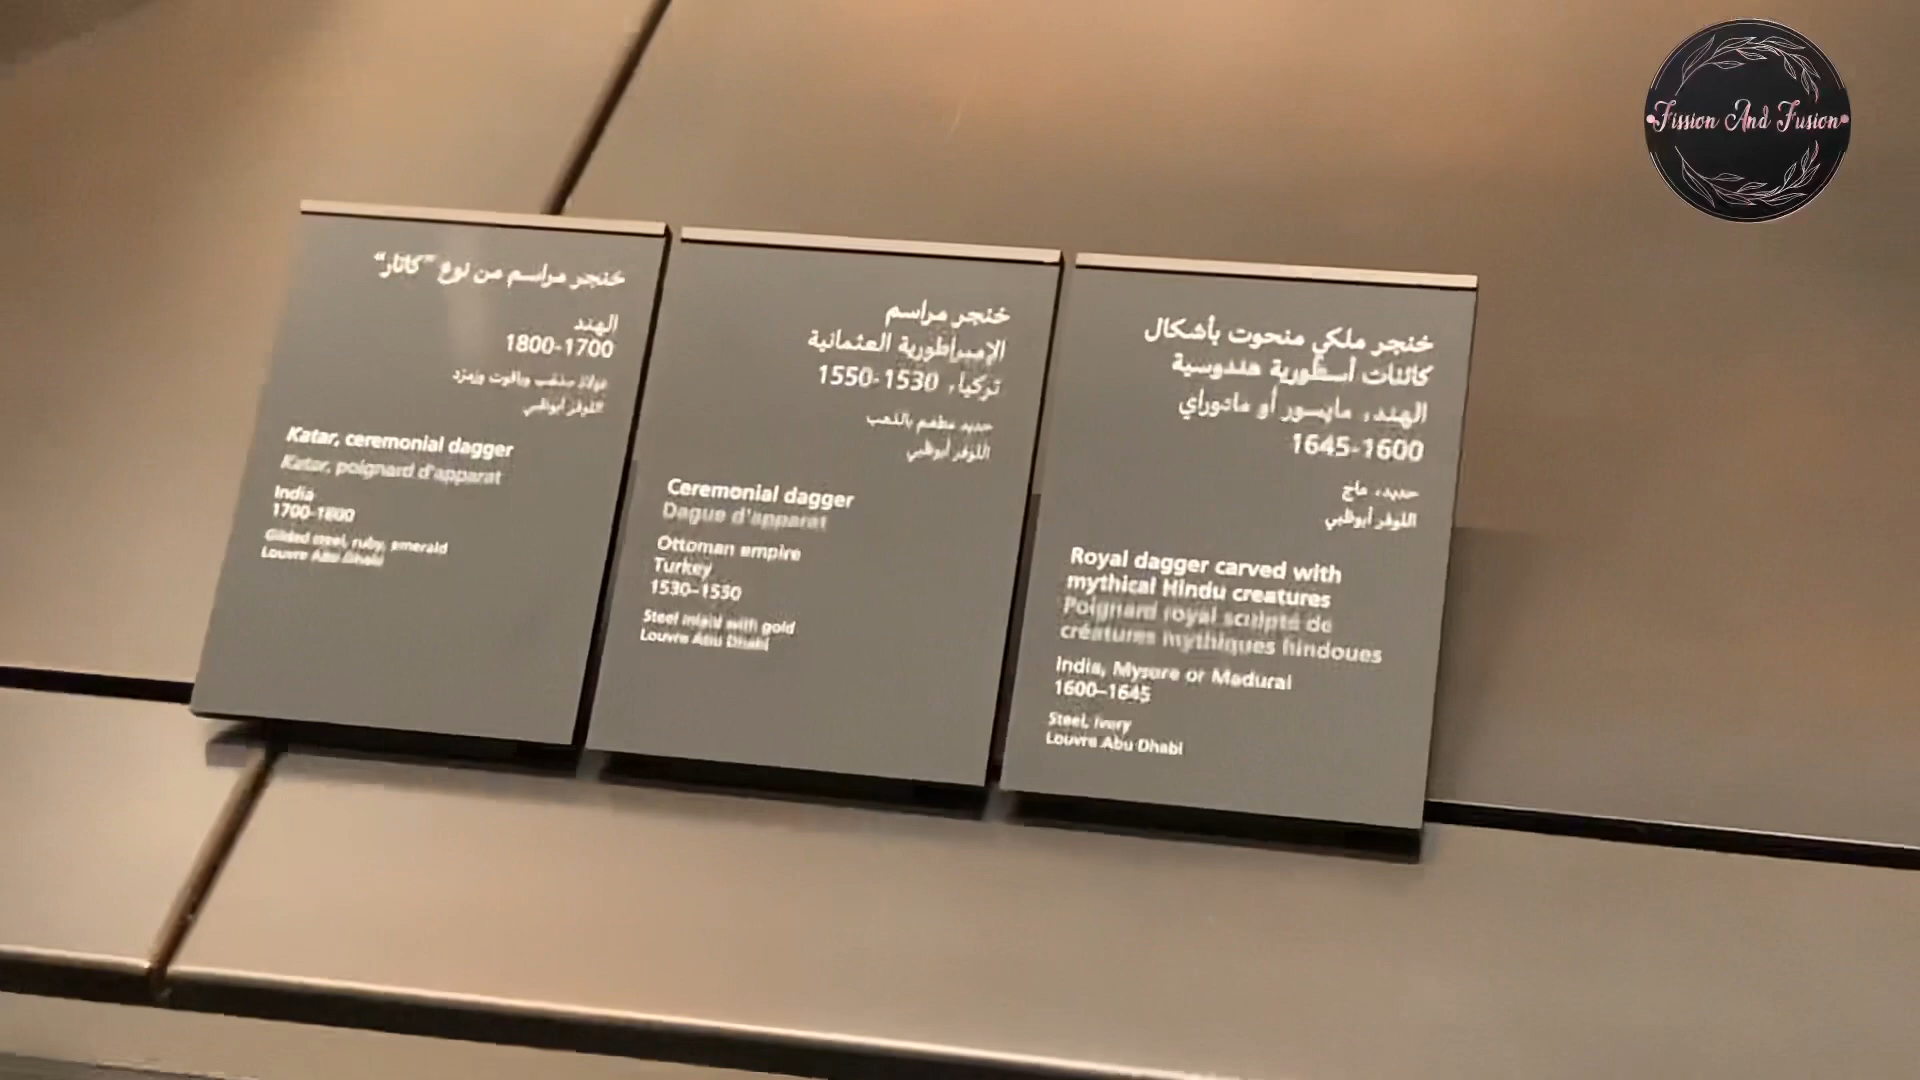 خنجر مراسم من نوع "كاتار"
الهند
1800-1700
فولاذ مذهب وياقوت وزمرّد
اللوفر أبوظبي
Katar, ceremonial dagger
Katar, poignard d'apparat
India
1700–1800
Gilded steel, ruby, emerald
Louvre Abu Dhabi
خنجر مراسم
الإمبراطورية العثمانية
تركيا، 1530-1550
حديد مطعم بالذهب
اللوفر أبوظبي
Ceremonial dagger
Dague d'apparat
Ottoman empire
Turkey
1530–1550
Steel inlaid with gold
Louvre Abu Dhabi
خنجر ملكي منحوت بأشكال
كائنات أسطورية هندوسية
الهند، مايسور أو مادوراي
1645-1600
حديد، عاج
اللوفر أبوظبي
Royal dagger carved with
mythical Hindu creatures
Poignard royal sculpté de
créatures mythiques hindoues
India, Mysore or Madurai
1600–1645
Steel, ivory
Louvre Abu Dhabi
Fission And Fusion